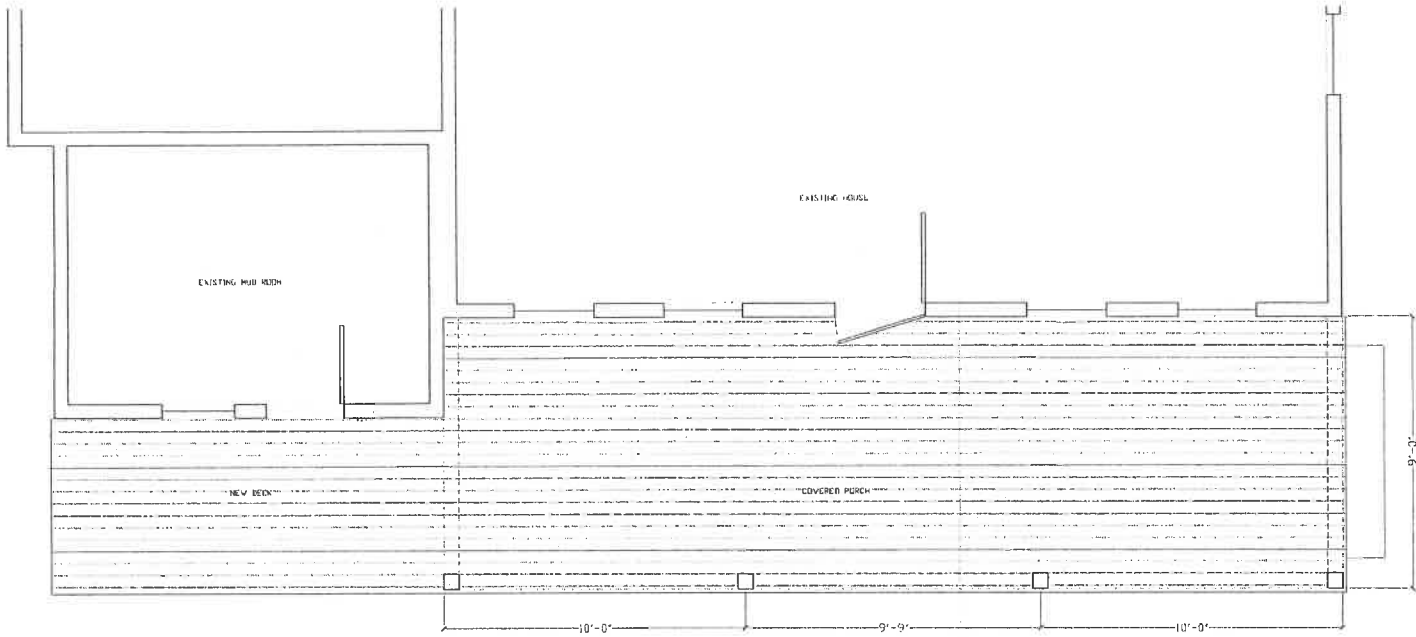 EXISTING HOUSE
EXISTING MUD ROOM
9'-0"
NEW DECK
COVERED PORCH
10'-0"
9'-9"
10'-0"